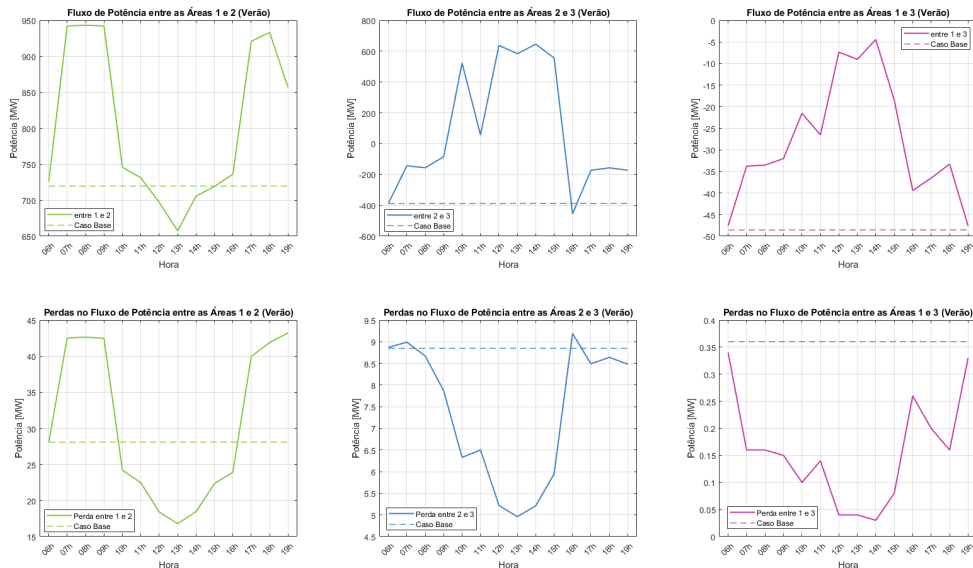 Fluxo de Potência entre as Áreas 1 e 2 (Verão)
950
900
850
800
750
700
650
Potência [MW]
entre 1 e 2
Caso Base
06h 07h 08h 09h 10h 11h 12h 13h 14h 15h 16h 17h 18h 19h
Hora
Fluxo de Potência entre as Áreas 2 e 3 (Verão)
800
600
400
200
0
-200
-400
-600
Potência [MW]
entre 2 e 3
Caso Base
06h 07h 08h 09h 10h 11h 12h 13h 14h 15h 16h 17h 18h 19h
Hora
Fluxo de Potência entre as Áreas 1 e 3 (Verão)
0
-5
-10
-15
-20
-25
-30
-35
-40
-45
-50
Potência [MW]
entre 1 e 3
Caso Base
06h 07h 08h 09h 10h 11h 12h 13h 14h 15h 16h 17h 18h 19h
Hora
Perdas no Fluxo de Potência entre as Áreas 1 e 2 (Verão)
45
40
35
30
25
20
15
Potência [MW]
Perda entre 1 e 2
Caso Base
06h 07h 08h 09h 10h 11h 12h 13h 14h 15h 16h 17h 18h 19h
Hora
Perdas no Fluxo de Potência entre as Áreas 2 e 3 (Verão)
9.5
9
8.5
8
7.5
7
6.5
6
5.5
5
4.5
Potência [MW]
Perda entre 2 e 3
Caso Base
06h 07h 08h 09h 10h 11h 12h 13h 14h 15h 16h 17h 18h 19h
Hora
Perdas no Fluxo de Potência entre as Áreas 1 e 3 (Verão)
0.4
0.35
0.3
0.25
0.2
0.15
0.1
0.05
0
Potência [MW]
Perda entre 1 e 3
Caso Base
06h 07h 08h 09h 10h 11h 12h 13h 14h 15h 16h 17h 18h 19h
Hora